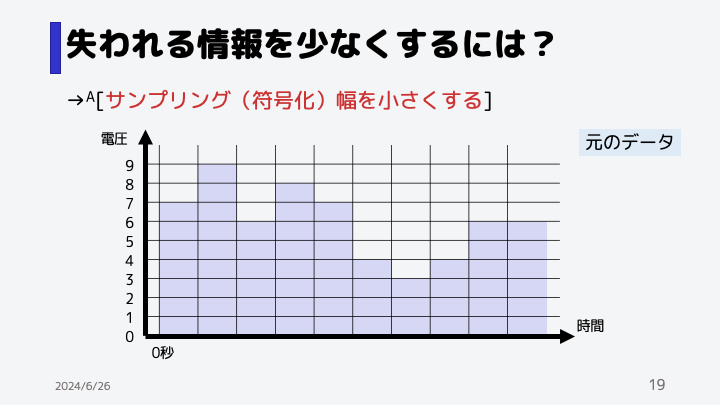 失われる情報を少なくするには？
→A[サンプリング（符号化）幅を小さくする]
電圧
元のデータ
9
8
7
6
5
4
3
2
1
0
時間
0秒
2024/6/26
19